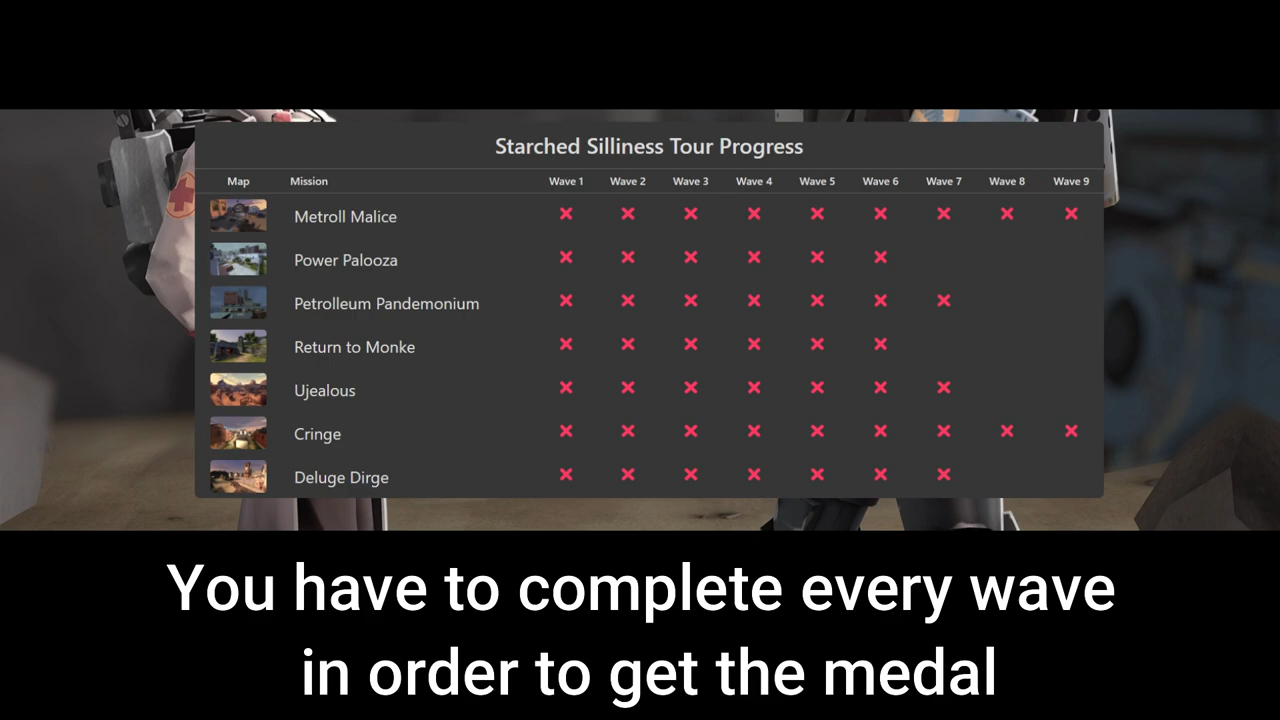 Starched Silliness Tour Progress
Map Mission Wave 1 Wave 2 Wave 3 Wave 4 Wave 5 Wave 6 Wave 7 Wave 8 Wave 9
Metroll Malice
Power Palooza
Petrolleum Pandemonium
Return to Monke
Ujealous
Cringe
Deluge Dirge
You have to complete every wave
in order to get the medal